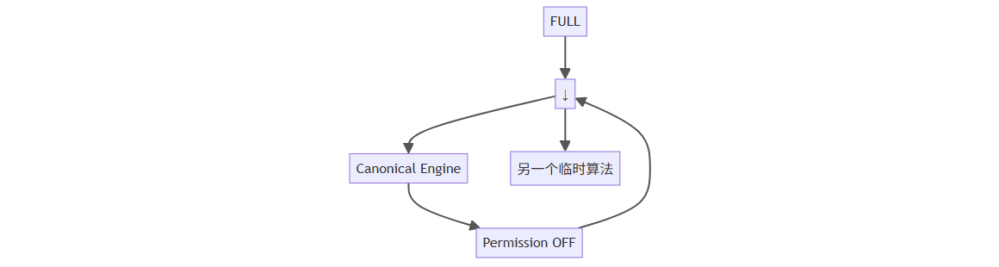 FULL
↓
Canonical Engine
另一个临时算法
Permission OFF